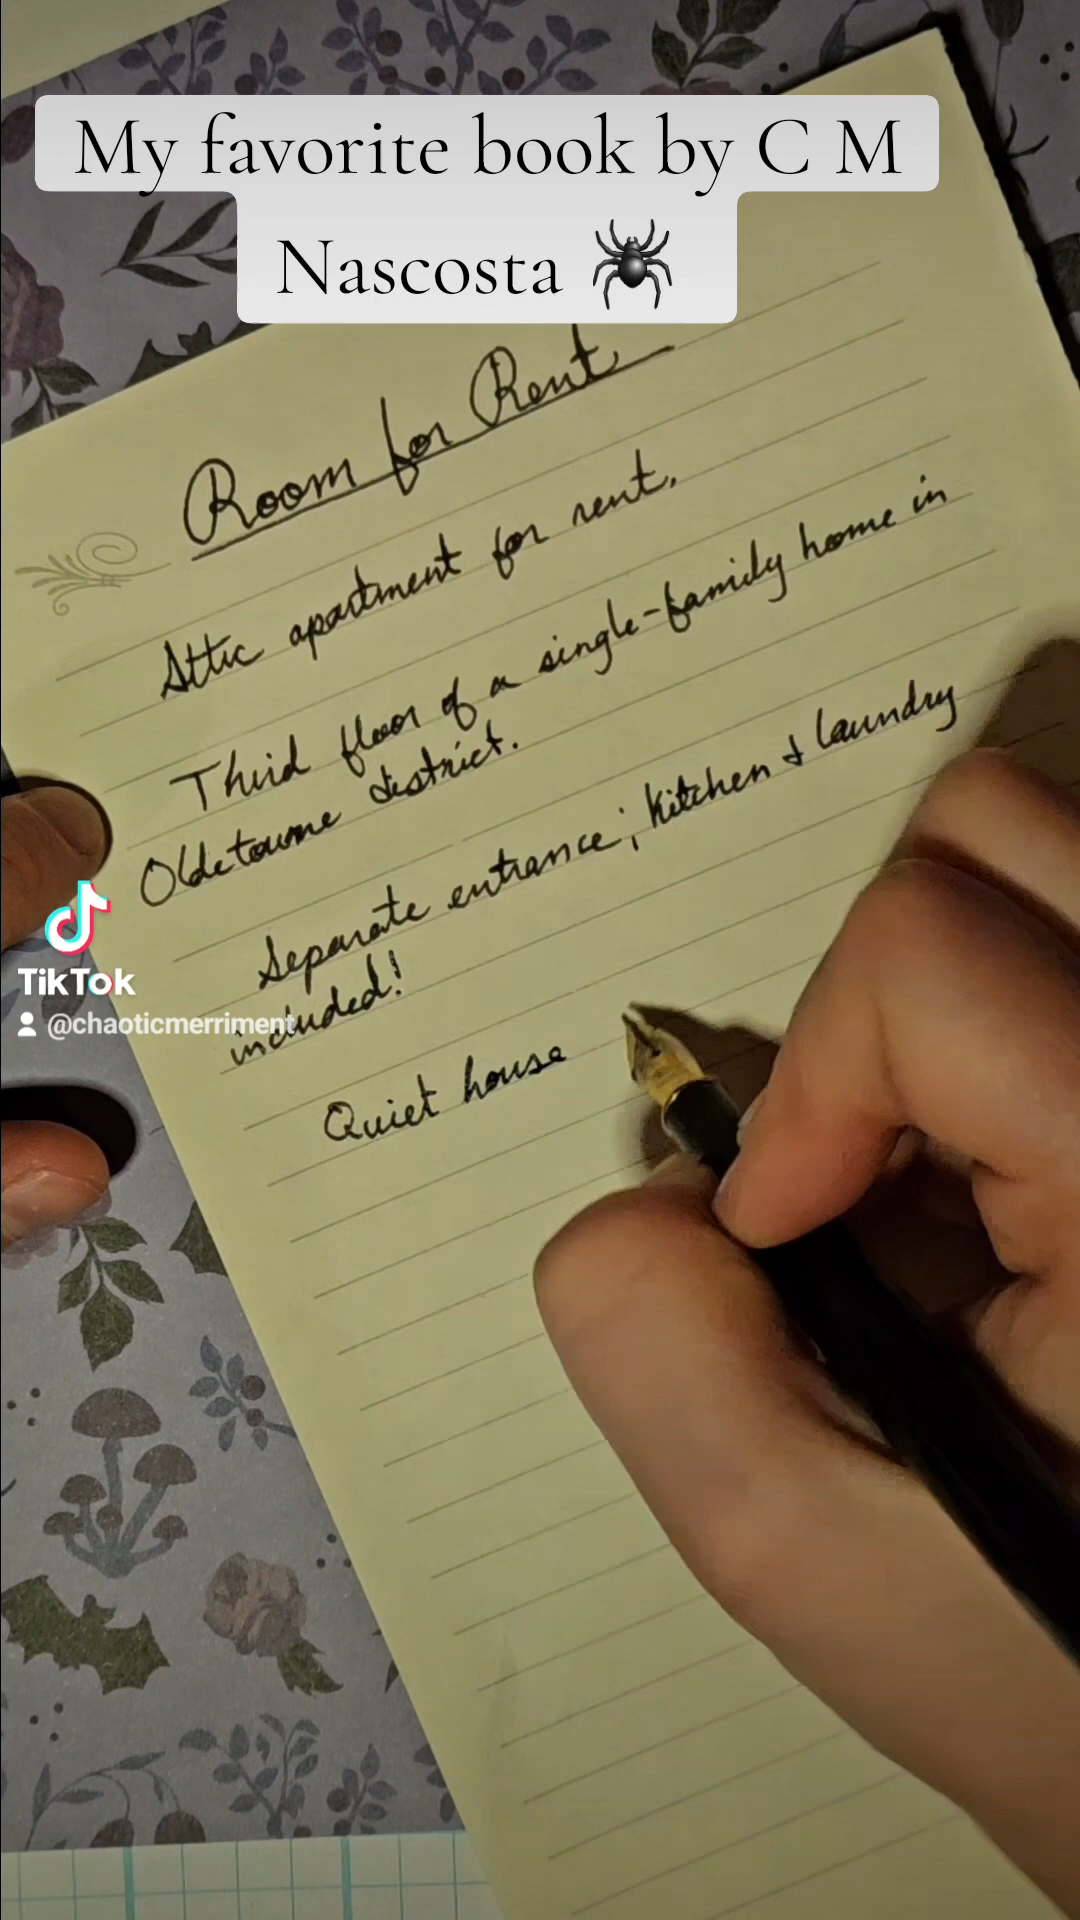 My favorite book by C M
Nascosta 🕷️
Room for Rent
Attic apartment for rent.
Third floor of a single-family home in
Oldetowne district.
Separate entrance; kitchen & laundry
included!
Quiet house
TikTok
@chaoticmerriment